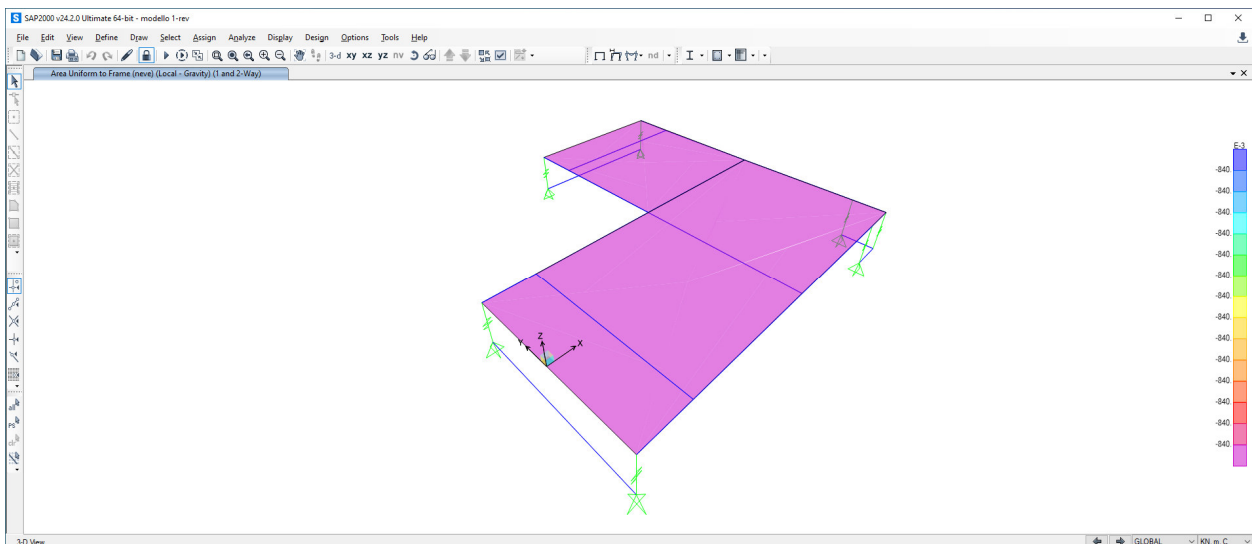 SAP2000 v24.2.0 Ultimate 64-bit - modello 1-rev
File Edit View Define Draw Select Assign Analyze Display Design Options Tools Help
3-d xy xz yz nv nd
Area Uniform to Frame (neve) (Local - Gravity) (1 and 2-Way)
E-3
-840.
-840.
-840.
-840.
-840.
-840.
-840.
-840.
-840.
-840.
-840.
-840.
-840.
-840.
Y Z X
all
PS
clr
3-D View
GLOBAL
KN, m, C